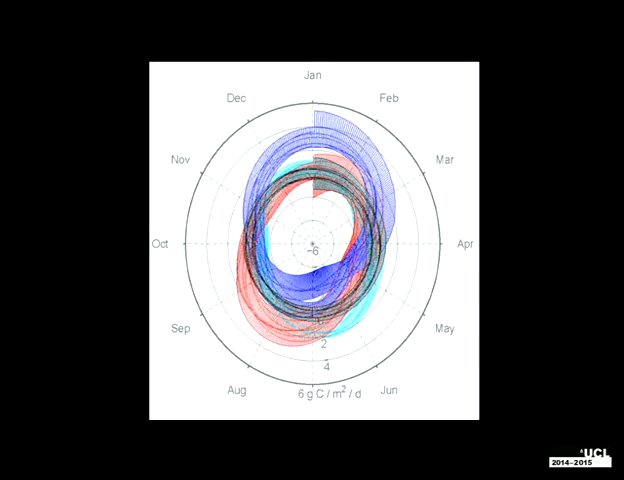 Jan
Dec Feb
Nov Mar
Oct −6 Apr
Sep May
2
4
Aug 6 g C / m² / d Jun
UCL
2014–2015